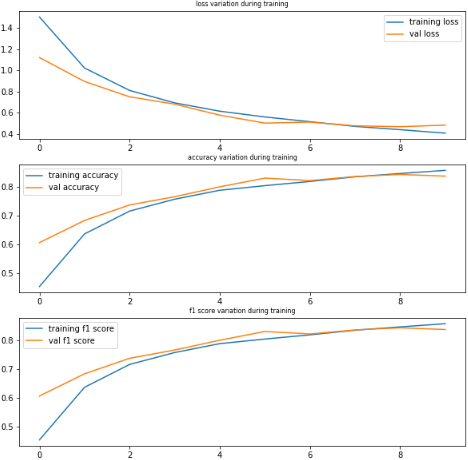 loss variation during training
training loss
val loss
1.4
1.2
1.0
0.8
0.6
0.4
0 2 4 6 8
accuracy variation during training
training accuracy
val accuracy
0.8
0.7
0.6
0.5
0 2 4 6 8
f1 score variation during training
training f1 score
val f1 score
0.8
0.7
0.6
0.5
0 2 4 6 8